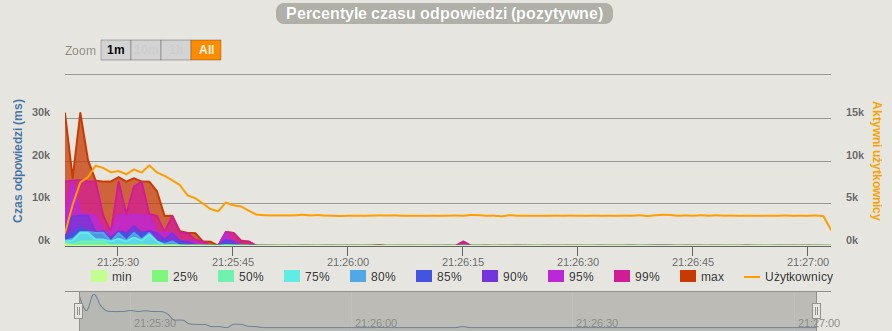 Percentyle czasu odpowiedzi (pozytywne)
Zoom 1m All
Czas odpowiedzi (ms)
30k
20k
10k
0k
15k
10k
5k
0k
Aktywni użytkownicy
21:25:30 21:25:45 21:26:00 21:26:15 21:26:30 21:26:45 21:27:00
min 25% 50% 75% 80% 85% 90% 95% 99% max Użytkownicy
21:25:30 21:26:00 21:26:30 21:27:00